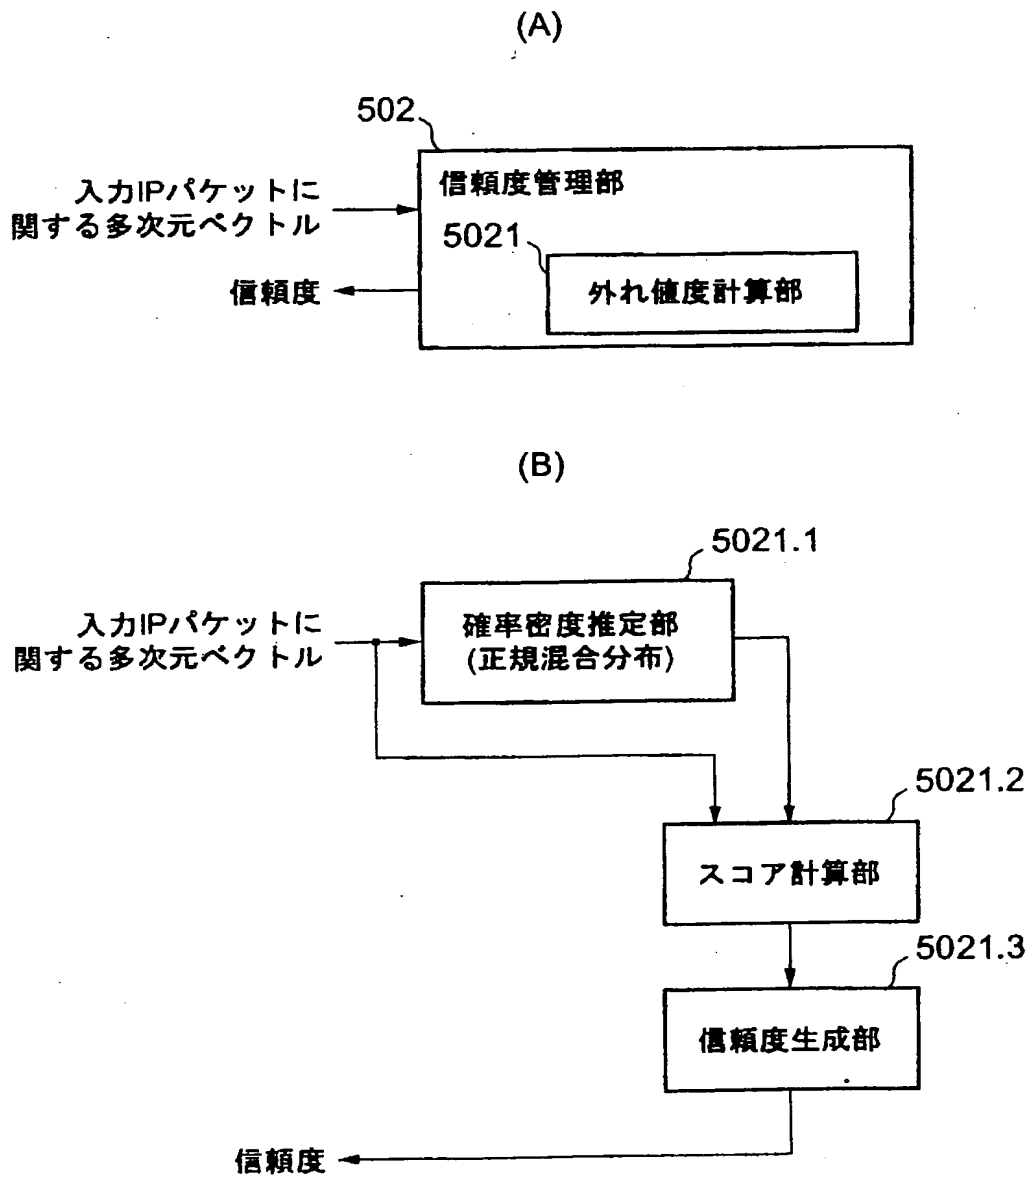 (A)
502
信頼度管理部
入力IPパケットに
関する多次元ベクトル
5021
外れ値度計算部
信頼度
(B)
5021.1
入力IPパケットに
関する多次元ベクトル
確率密度推定部
(正規混合分布)
5021.2
スコア計算部
5021.3
信頼度生成部
信頼度